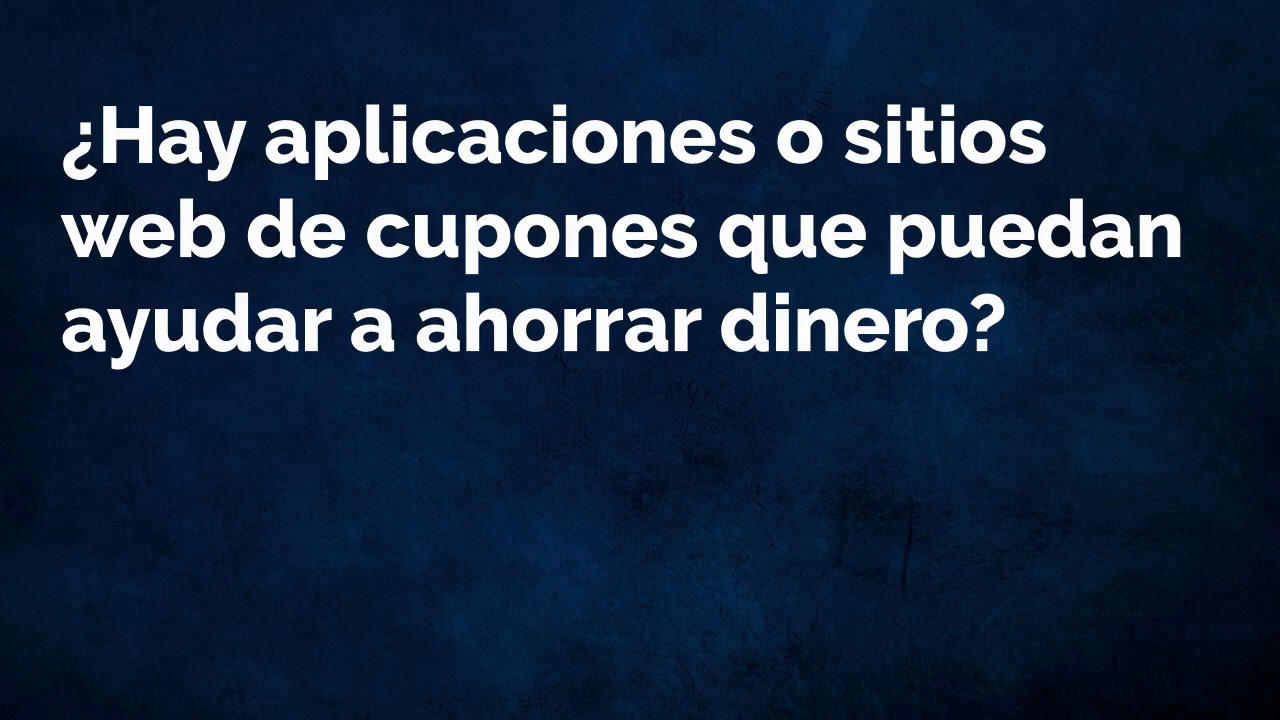 ¿Hay aplicaciones o sitios
web de cupones que puedan
ayudar a ahorrar dinero?